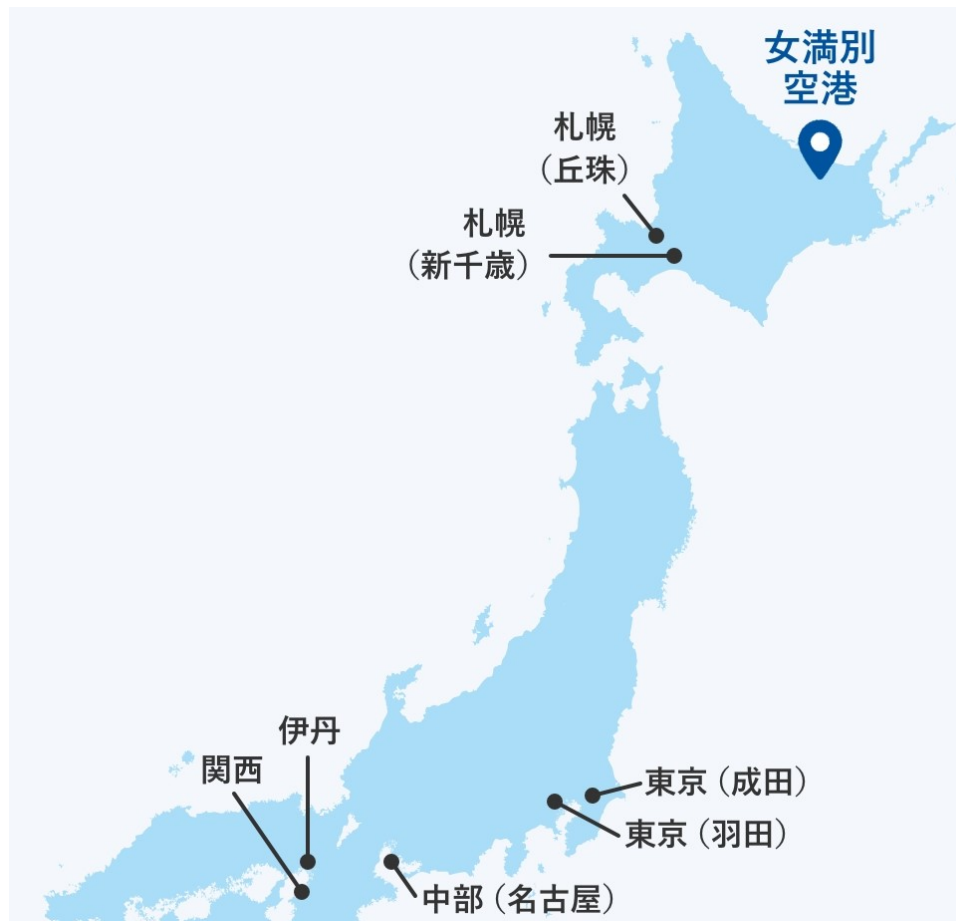 女満別
空港
札幌
（丘珠）
札幌
（新千歳）
伊丹
関西
東京（成田）
東京（羽田）
中部（名古屋）